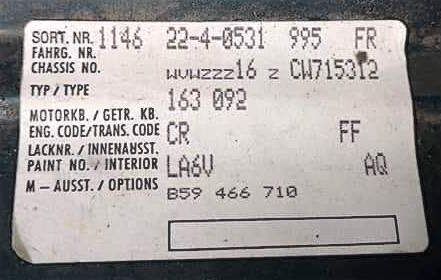 SORT. NR. 1146 22-4-0531 995 FR
FAHRG. NR.
CHASSIS NO. WVWZZZ16 Z CW715312
TYP / TYPE 163 092
MOTORKB. / GETR. KB.
ENG. CODE/TRANS. CODE CR FF
LACKNR. / INNENAUSST.
PAINT NO. / INTERIOR LA6V AQ
M – AUSST. / OPTIONS B59 466 710